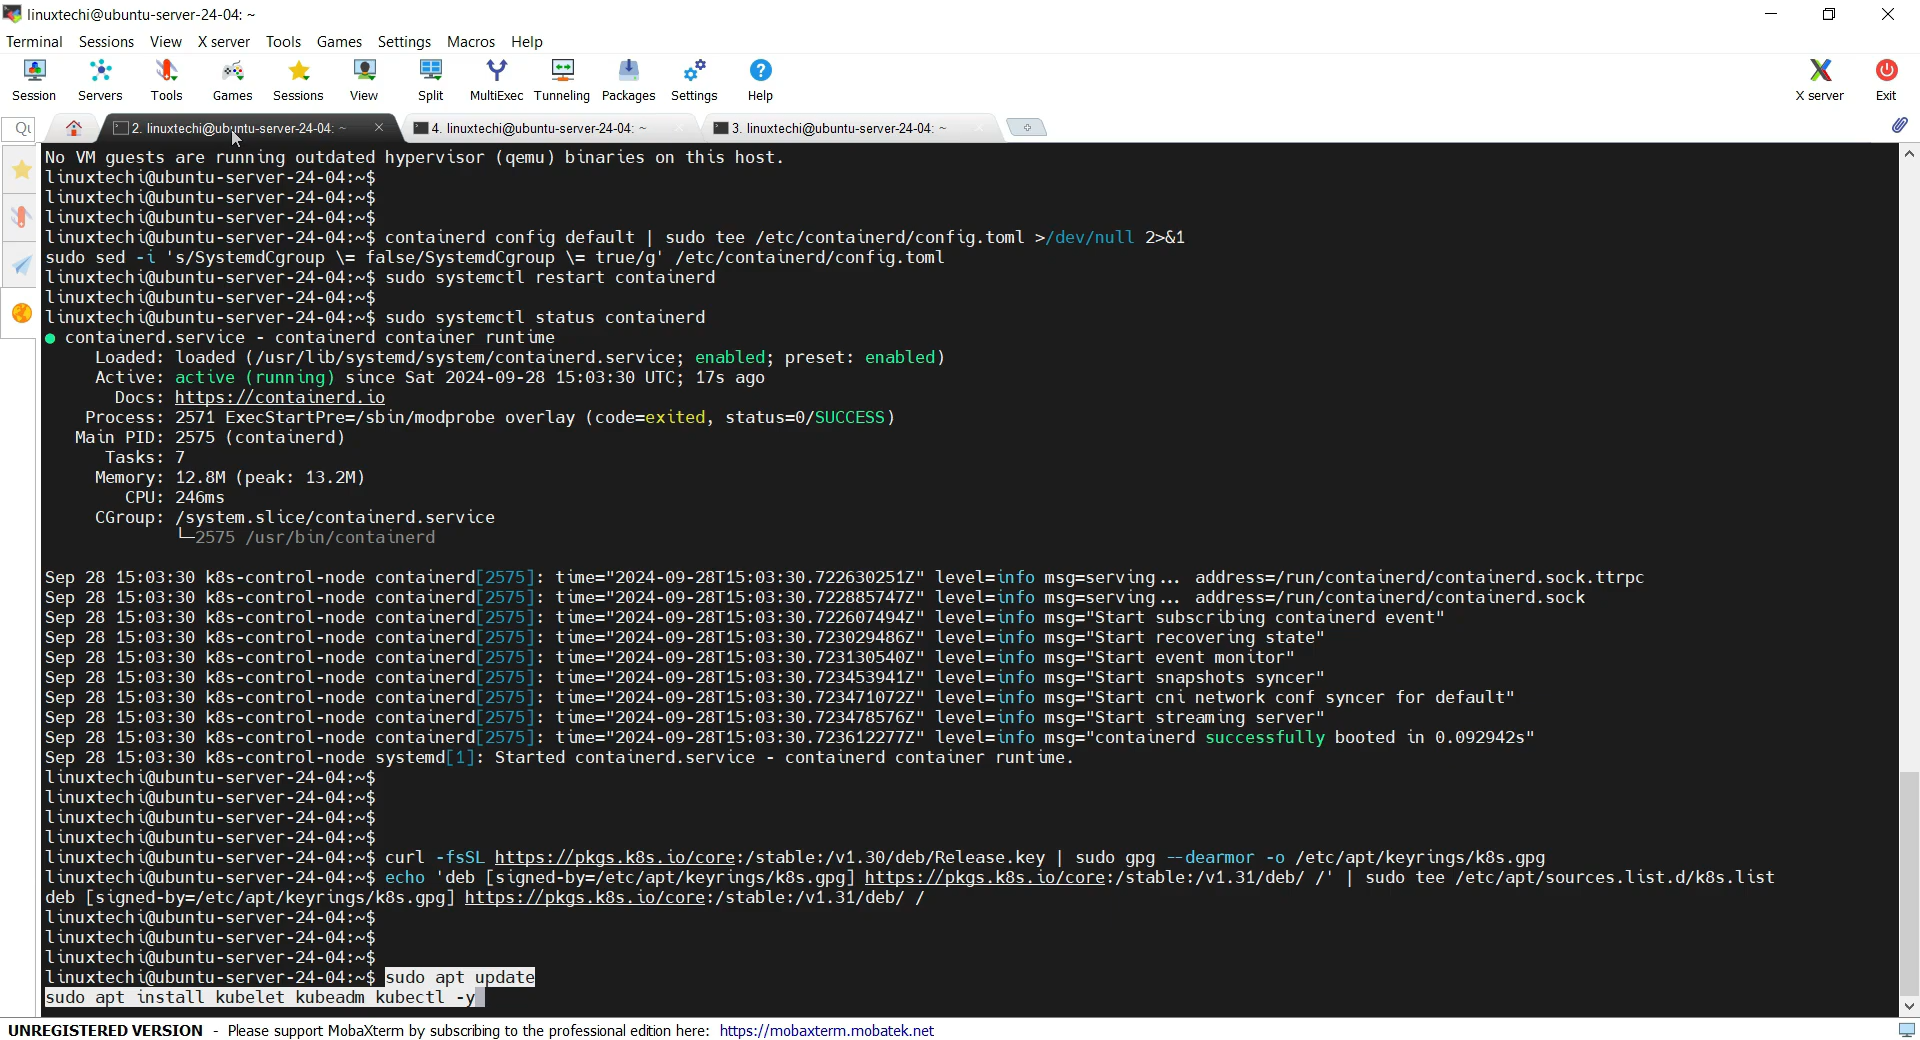 linuxtechi@ubuntu-server-24-04: ~
Terminal Sessions View X server Tools Games Settings Macros Help
Session Servers Tools Games Sessions View Split MultiExec Tunneling Packages Settings Help X server Exit
Qu 2. linuxtechi@ubuntu-server-24-04: ~ 4. linuxtechi@ubuntu-server-24-04: ~ 3. linuxtechi@ubuntu-server-24-04: ~
No VM guests are running outdated hypervisor (qemu) binaries on this host.
linuxtechi@ubuntu-server-24-04:~$
linuxtechi@ubuntu-server-24-04:~$
linuxtechi@ubuntu-server-24-04:~$
linuxtechi@ubuntu-server-24-04:~$ containerd config default | sudo tee /etc/containerd/config.toml >/dev/null 2>&1
sudo sed -i 's/SystemdCgroup \= false/SystemdCgroup \= true/g' /etc/containerd/config.toml
linuxtechi@ubuntu-server-24-04:~$ sudo systemctl restart containerd
linuxtechi@ubuntu-server-24-04:~$
linuxtechi@ubuntu-server-24-04:~$ sudo systemctl status containerd
● containerd.service - containerd container runtime
Loaded: loaded (/usr/lib/systemd/system/containerd.service; enabled; preset: enabled)
Active: active (running) since Sat 2024-09-28 15:03:30 UTC; 17s ago
Docs: https://containerd.io
Process: 2571 ExecStartPre=/sbin/modprobe overlay (code=exited, status=0/SUCCESS)
Main PID: 2575 (containerd)
Tasks: 7
Memory: 12.8M (peak: 13.2M)
CPU: 246ms
CGroup: /system.slice/containerd.service
└─2575 /usr/bin/containerd
Sep 28 15:03:30 k8s-control-node containerd[2575]: time="2024-09-28T15:03:30.722630251Z" level=info msg=serving... address=/run/containerd/containerd.sock.ttrpc
Sep 28 15:03:30 k8s-control-node containerd[2575]: time="2024-09-28T15:03:30.722885747Z" level=info msg=serving... address=/run/containerd/containerd.sock
Sep 28 15:03:30 k8s-control-node containerd[2575]: time="2024-09-28T15:03:30.722607494Z" level=info msg="Start subscribing containerd event"
Sep 28 15:03:30 k8s-control-node containerd[2575]: time="2024-09-28T15:03:30.723029486Z" level=info msg="Start recovering state"
Sep 28 15:03:30 k8s-control-node containerd[2575]: time="2024-09-28T15:03:30.723130540Z" level=info msg="Start event monitor"
Sep 28 15:03:30 k8s-control-node containerd[2575]: time="2024-09-28T15:03:30.723453941Z" level=info msg="Start snapshots syncer"
Sep 28 15:03:30 k8s-control-node containerd[2575]: time="2024-09-28T15:03:30.723471072Z" level=info msg="Start cni network conf syncer for default"
Sep 28 15:03:30 k8s-control-node containerd[2575]: time="2024-09-28T15:03:30.723478576Z" level=info msg="Start streaming server"
Sep 28 15:03:30 k8s-control-node containerd[2575]: time="2024-09-28T15:03:30.723612277Z" level=info msg="containerd successfully booted in 0.092942s"
Sep 28 15:03:30 k8s-control-node systemd[1]: Started containerd.service - containerd container runtime.
linuxtechi@ubuntu-server-24-04:~$
linuxtechi@ubuntu-server-24-04:~$
linuxtechi@ubuntu-server-24-04:~$
linuxtechi@ubuntu-server-24-04:~$
linuxtechi@ubuntu-server-24-04:~$ curl -fsSL https://pkgs.k8s.io/core:/stable:/v1.30/deb/Release.key | sudo gpg --dearmor -o /etc/apt/keyrings/k8s.gpg
linuxtechi@ubuntu-server-24-04:~$ echo 'deb [signed-by=/etc/apt/keyrings/k8s.gpg] https://pkgs.k8s.io/core:/stable:/v1.31/deb/ /' | sudo tee /etc/apt/sources.list.d/k8s.list
deb [signed-by=/etc/apt/keyrings/k8s.gpg] https://pkgs.k8s.io/core:/stable:/v1.31/deb/ /
linuxtechi@ubuntu-server-24-04:~$
linuxtechi@ubuntu-server-24-04:~$
linuxtechi@ubuntu-server-24-04:~$
linuxtechi@ubuntu-server-24-04:~$ sudo apt update
sudo apt install kubelet kubeadm kubectl -y
UNREGISTERED VERSION - Please support MobaXterm by subscribing to the professional edition here: https://mobaxterm.mobatek.net